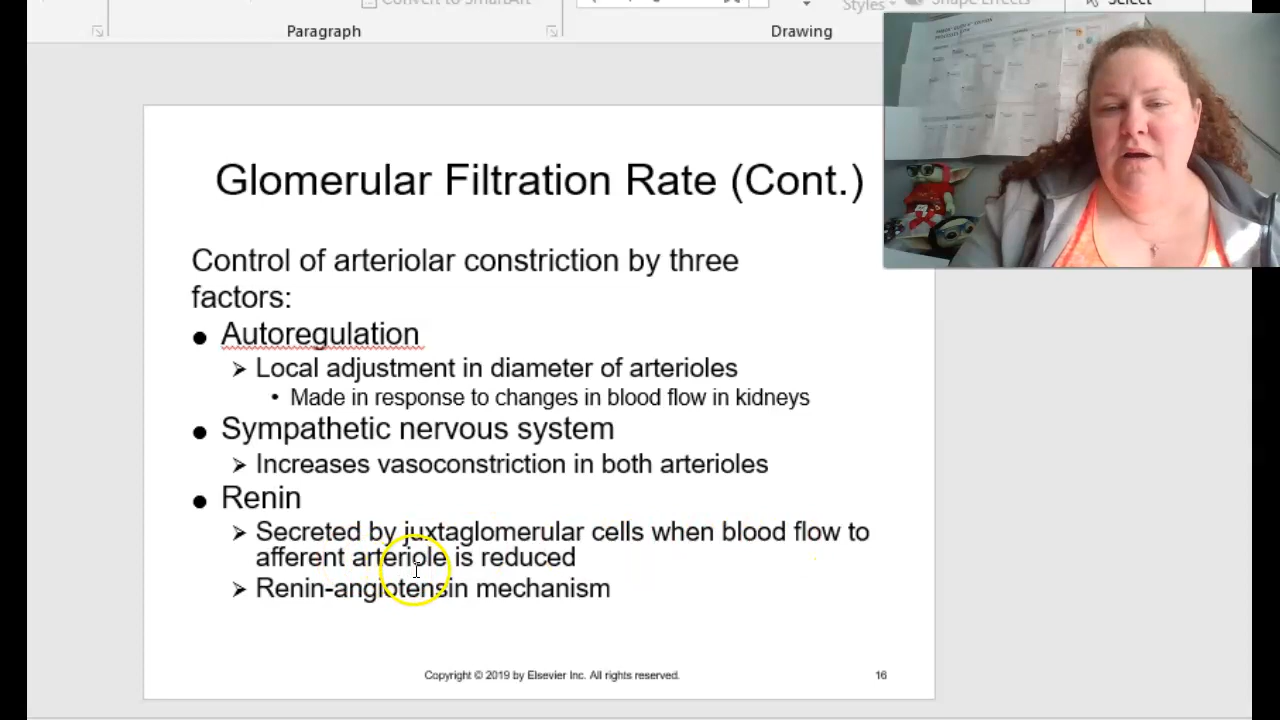 Convert to SmartArt
Styles
Shape Effects
Select
Paragraph
Drawing
Glomerular Filtration Rate (Cont.)
Control of arteriolar constriction by three
factors:
● Autoregulation
➢ Local adjustment in diameter of arterioles
• Made in response to changes in blood flow in kidneys
● Sympathetic nervous system
➢ Increases vasoconstriction in both arterioles
● Renin
➢ Secreted by juxtaglomerular cells when blood flow to
afferent arteriole is reduced
➢ Renin-angiotensin mechanism
Copyright © 2019 by Elsevier Inc. All rights reserved.
16